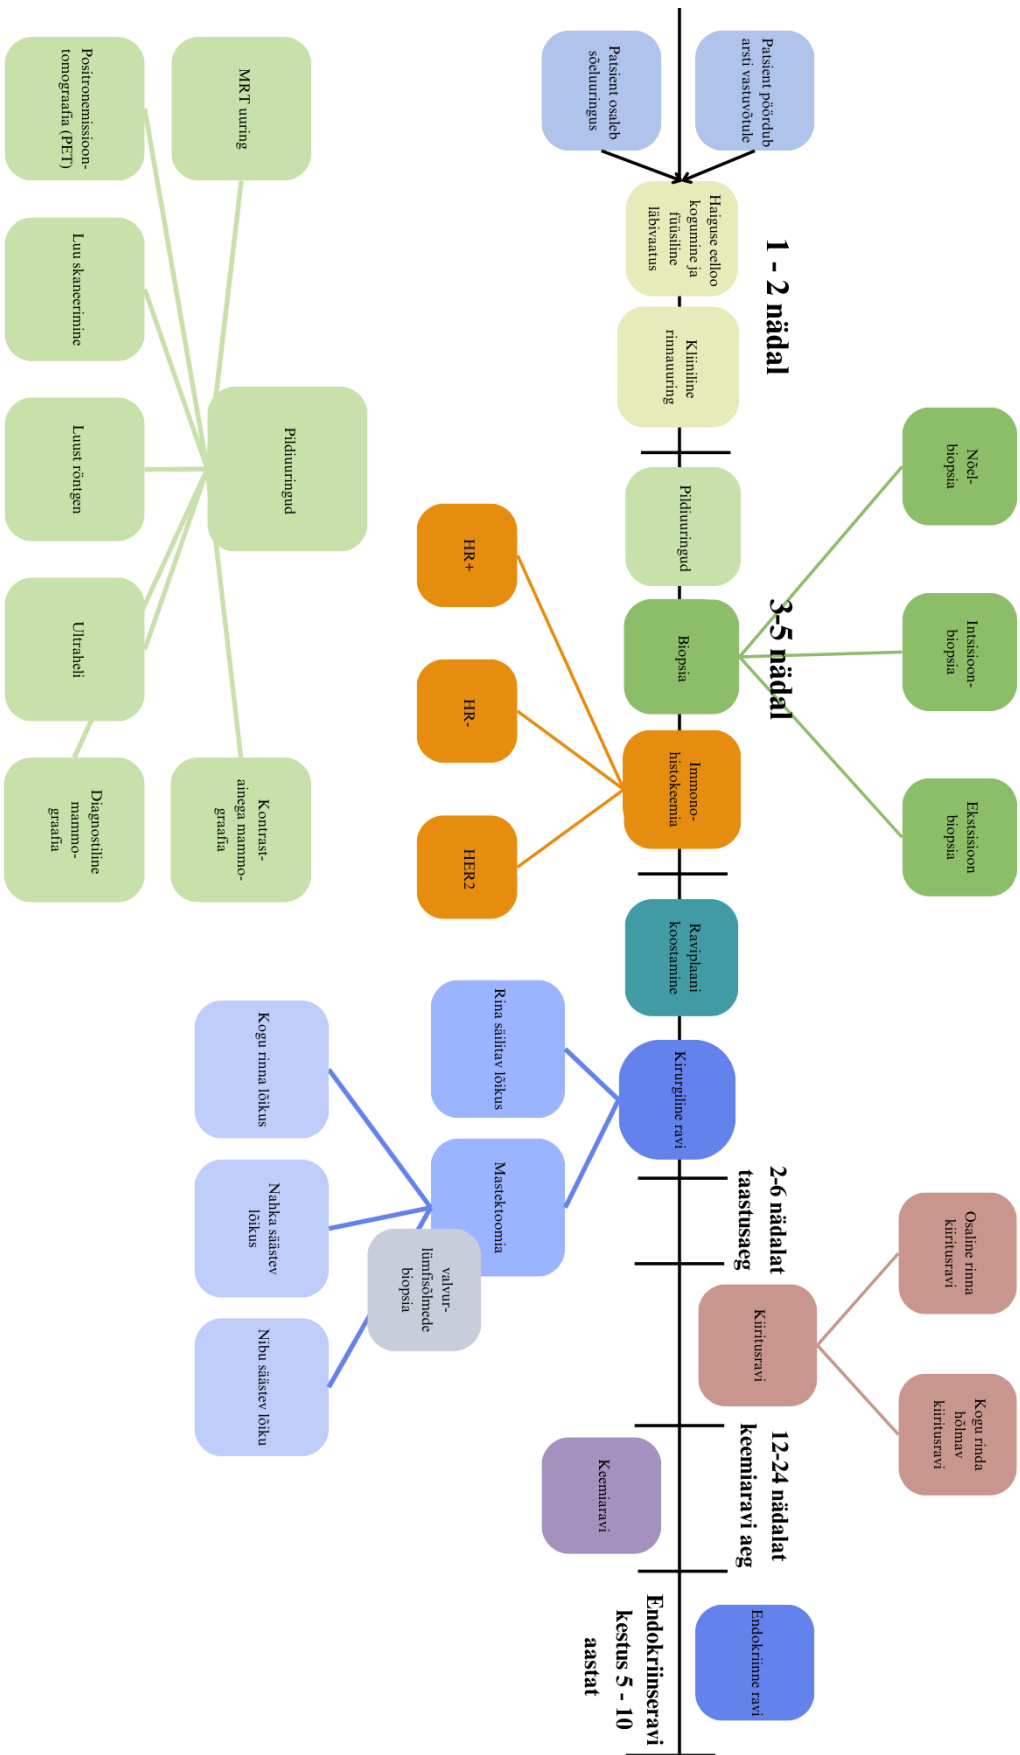 Patsient pöördub
arsti vastuvõtule
Patsient osaleb
sõeluuringus
1 - 2 nädal
Haiguse eelloo
kogumine ja
füüsiline
läbivaatus
Kliiniline
rinnauuring
3-5 nädal
Pildiuuringud
Biopsia
Immono-
histokeemia
Nõel-
biopsia
Intsisioon-
biopsia
Ekstsisioon
biopsia
HR+
HR-
HER2
Pildiuuringud
MRT uuring
Positronemissioon-
tomograafia (PET)
Luu skaneerimine
Luust röntgen
Ultraheli
Diagnostiline
mammo-
graafia
Kontrast-
ainega mammo-
graafia
Raviplaani
koostamine
Kirurgiline ravi
Rina säilitav lõikus
Mastektoomia
Kogu rinna lõikus
Nahka säästev
lõikus
Nibu säästev lõiku
valvur-
lümfisõlmede
biopsia
2-6 nädalat
taastusaeg
Kiiritusravi
Osaline rinna
kiiritusravi
Kogu rinda
hõlmav
kiiritusravi
12-24 nädalat
keemiaravi aeg
Keemiaravi
Endokriinne ravi
Endokriinseravi
kestus 5 - 10
aastat